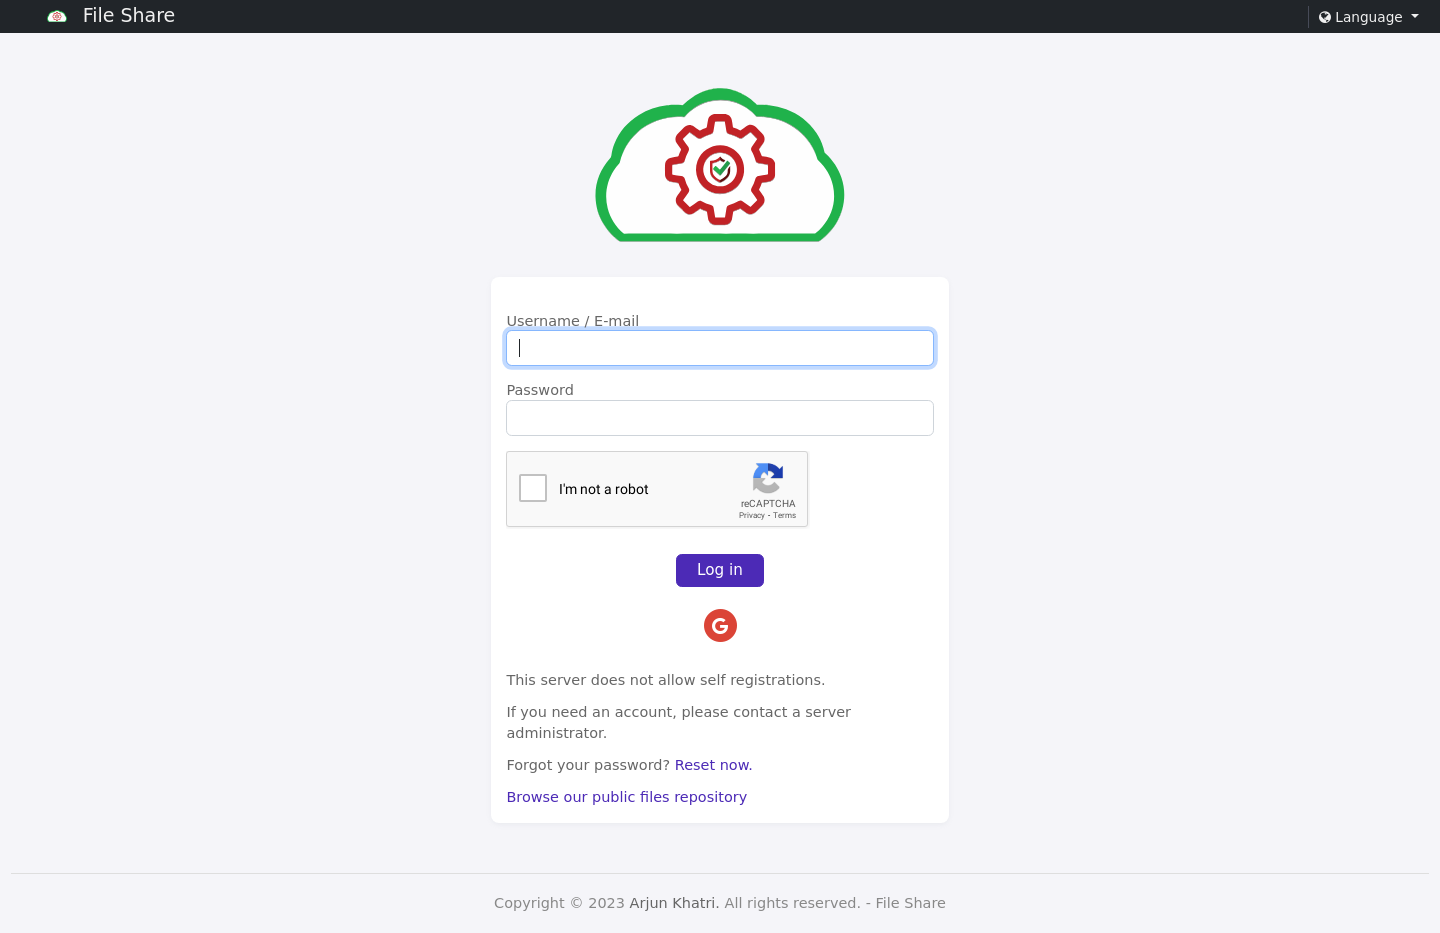 File Share
Language
Username / E-mail
Password
I'm not a robot
reCAPTCHA
Privacy - Terms
Log in
G
This server does not allow self registrations.
If you need an account, please contact a server
administrator.
Forgot your password? Reset now.
Browse our public files repository
Copyright © 2023 Arjun Khatri. All rights reserved. - File Share